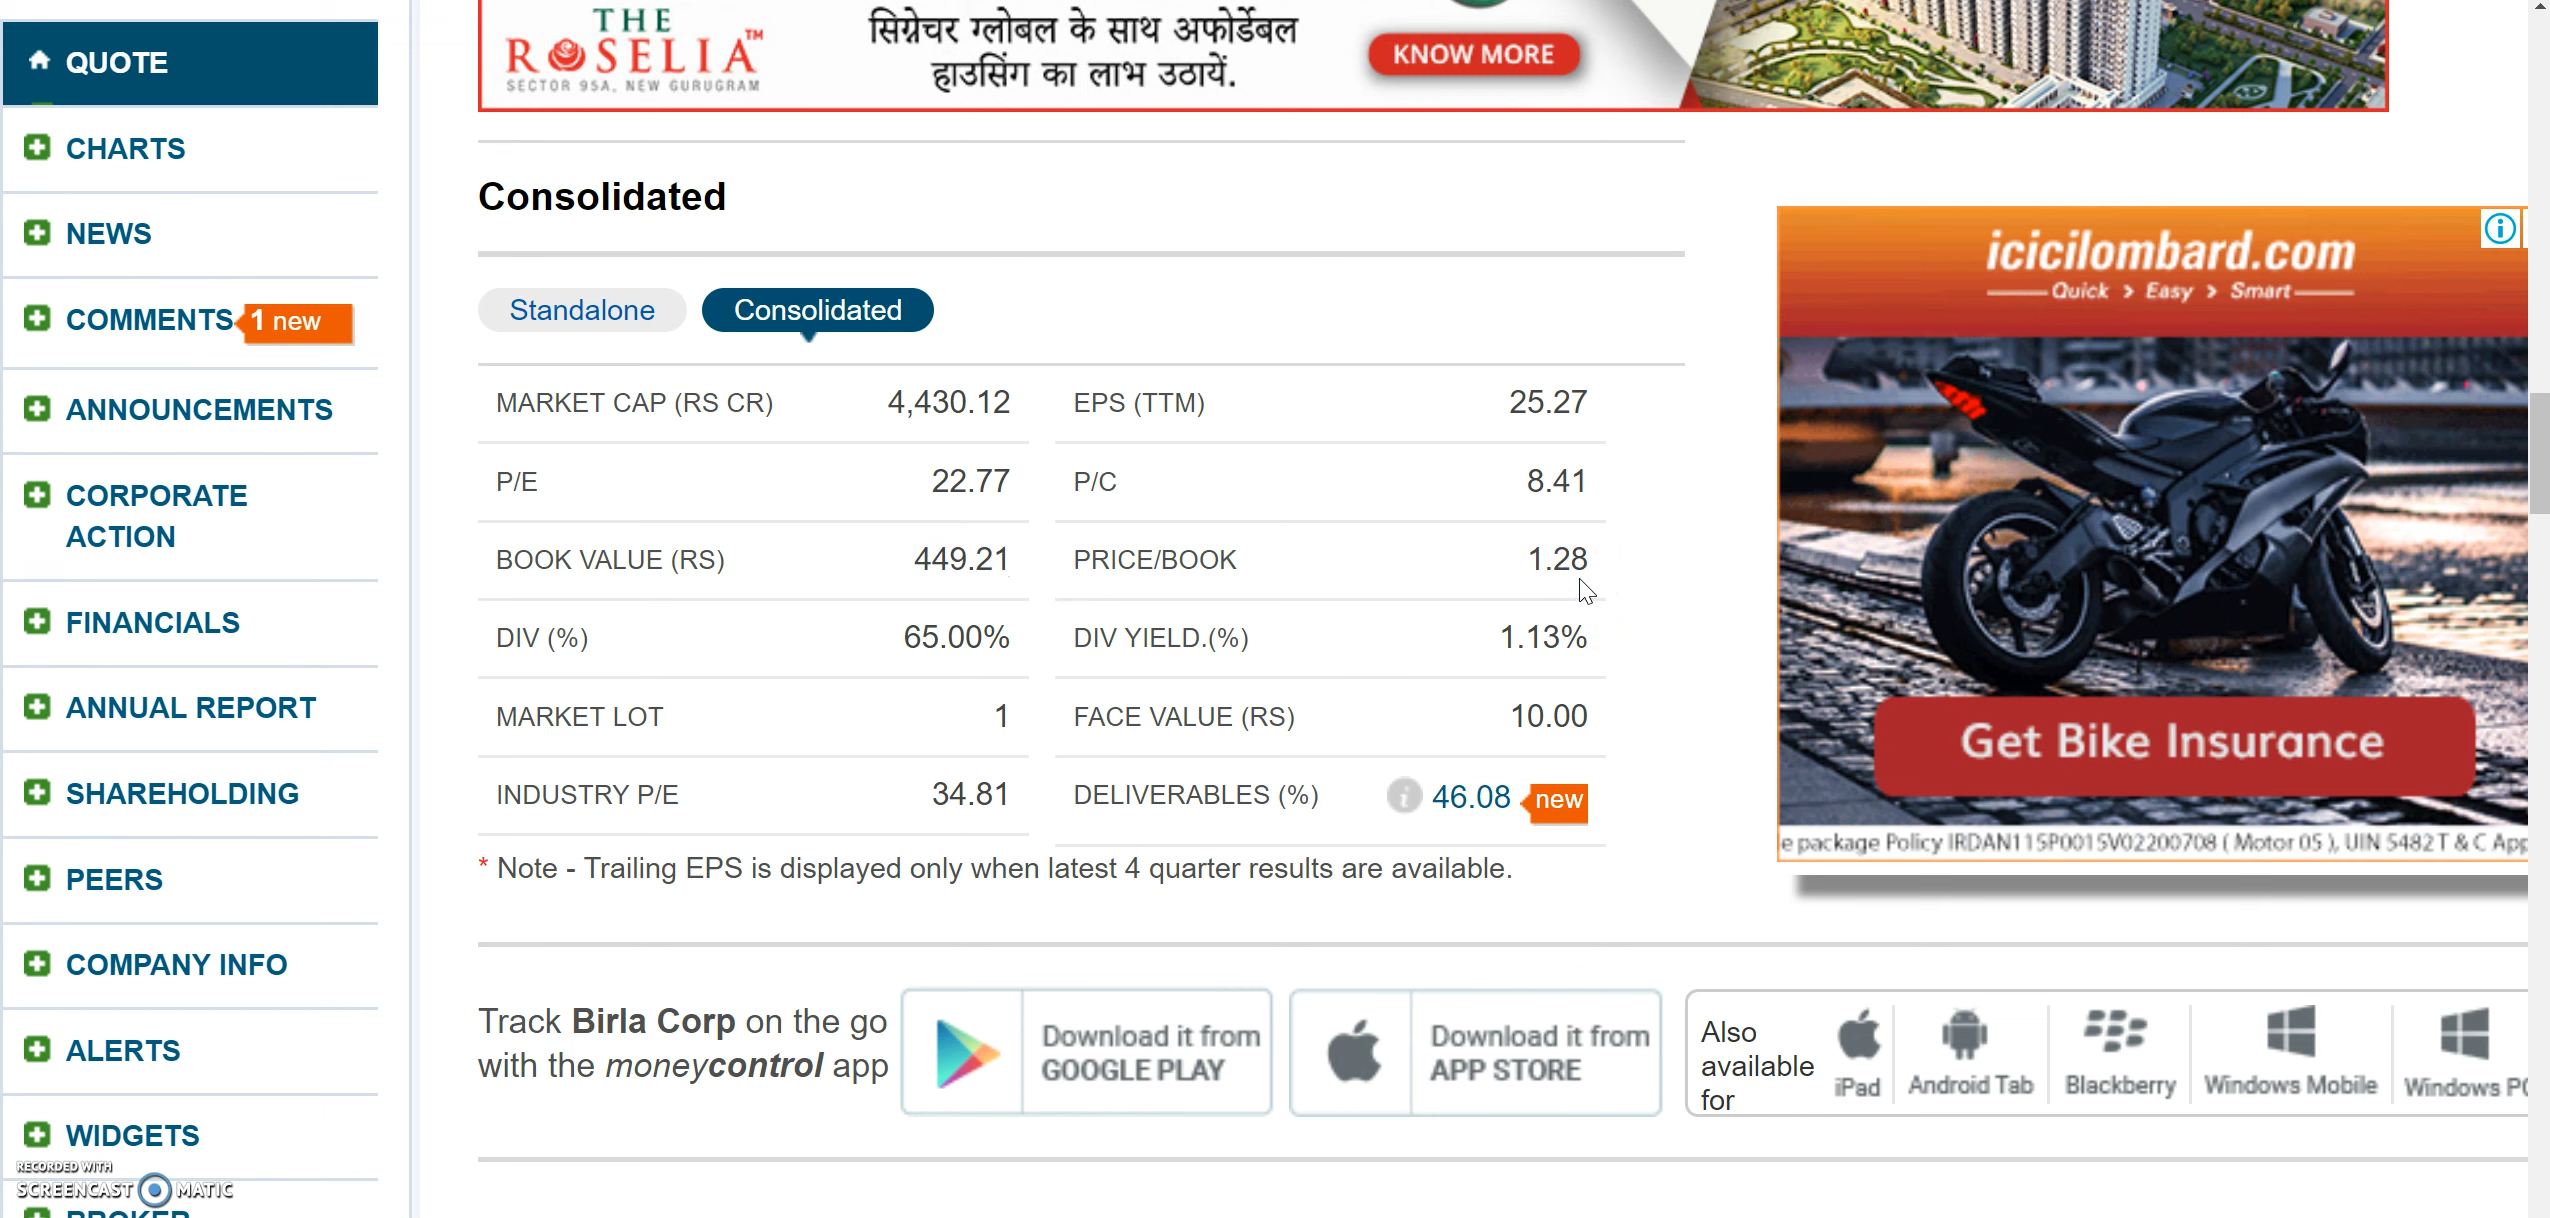 THE
ROSELIA™
SECTOR 95A, NEW GURUGRAM
सिग्नेचर ग्लोबल के साथ अफोर्डेबल
हाउसिंग का लाभ उठायें.
KNOW MORE
QUOTE
CHARTS
NEWS
COMMENTS 1 new
ANNOUNCEMENTS
CORPORATE
ACTION
FINANCIALS
ANNUAL REPORT
SHAREHOLDING
PEERS
COMPANY INFO
ALERTS
WIDGETS
BROKER
RECORDED WITH
SCREENCAST MATIC
Consolidated
Standalone Consolidated
MARKET CAP (RS CR) 4,430.12 EPS (TTM) 25.27
P/E 22.77 P/C 8.41
BOOK VALUE (RS) 449.21 PRICE/BOOK 1.28
DIV (%) 65.00% DIV YIELD.(%) 1.13%
MARKET LOT 1 FACE VALUE (RS) 10.00
INDUSTRY P/E 34.81 DELIVERABLES (%) 46.08 new
* Note - Trailing EPS is displayed only when latest 4 quarter results are available.
icicilombard.com
Quick > Easy > Smart
Get Bike Insurance
e package Policy IRDAN115P0015V02200708 ( Motor 05 ), UIN 5482 T & C App
Track Birla Corp on the go
with the moneycontrol app
Download it from
GOOGLE PLAY
Download it from
APP STORE
Also
available
for
iPad
Android Tab
Blackberry
Windows Mobile
Windows PC